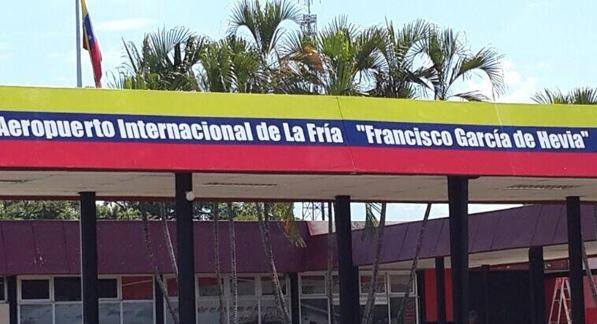 Aeropuerto Internacional de La Fría "Francisco García de Hevia"